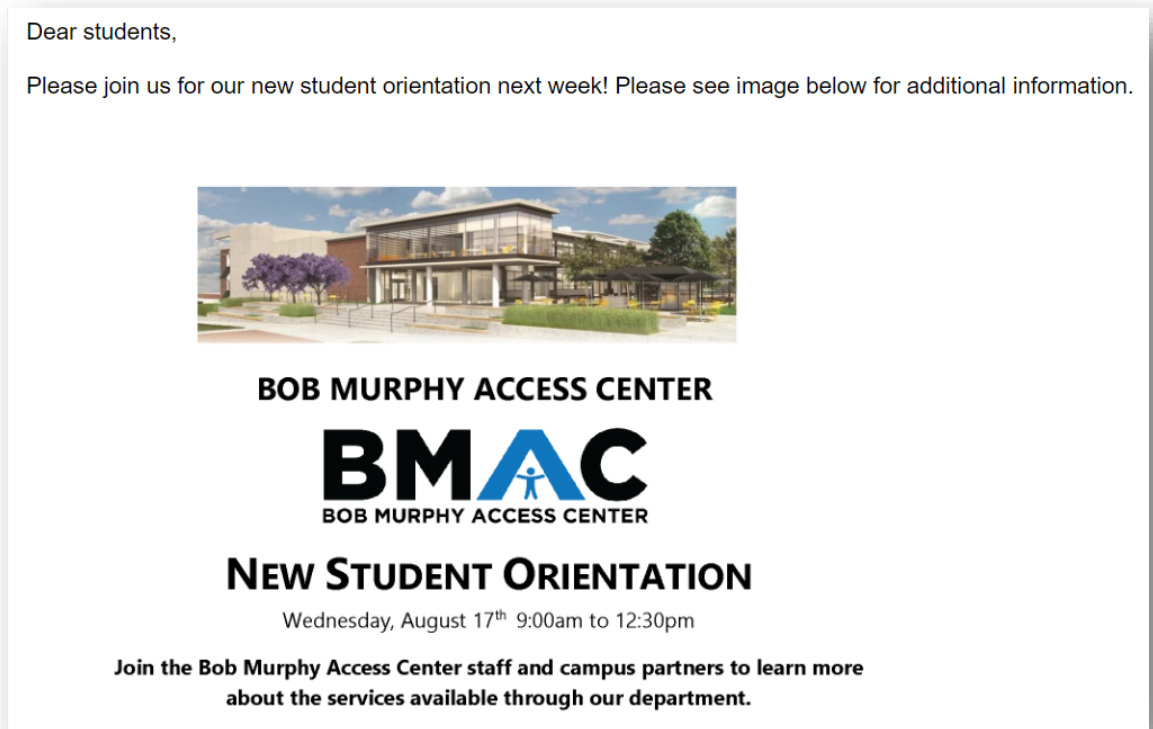 Dear students,
Please join us for our new student orientation next week! Please see image below for additional information.
BOB MURPHY ACCESS CENTER
BMAC
BOB MURPHY ACCESS CENTER
NEW STUDENT ORIENTATION
Wednesday, August 17th 9:00am to 12:30pm
Join the Bob Murphy Access Center staff and campus partners to learn more
about the services available through our department.